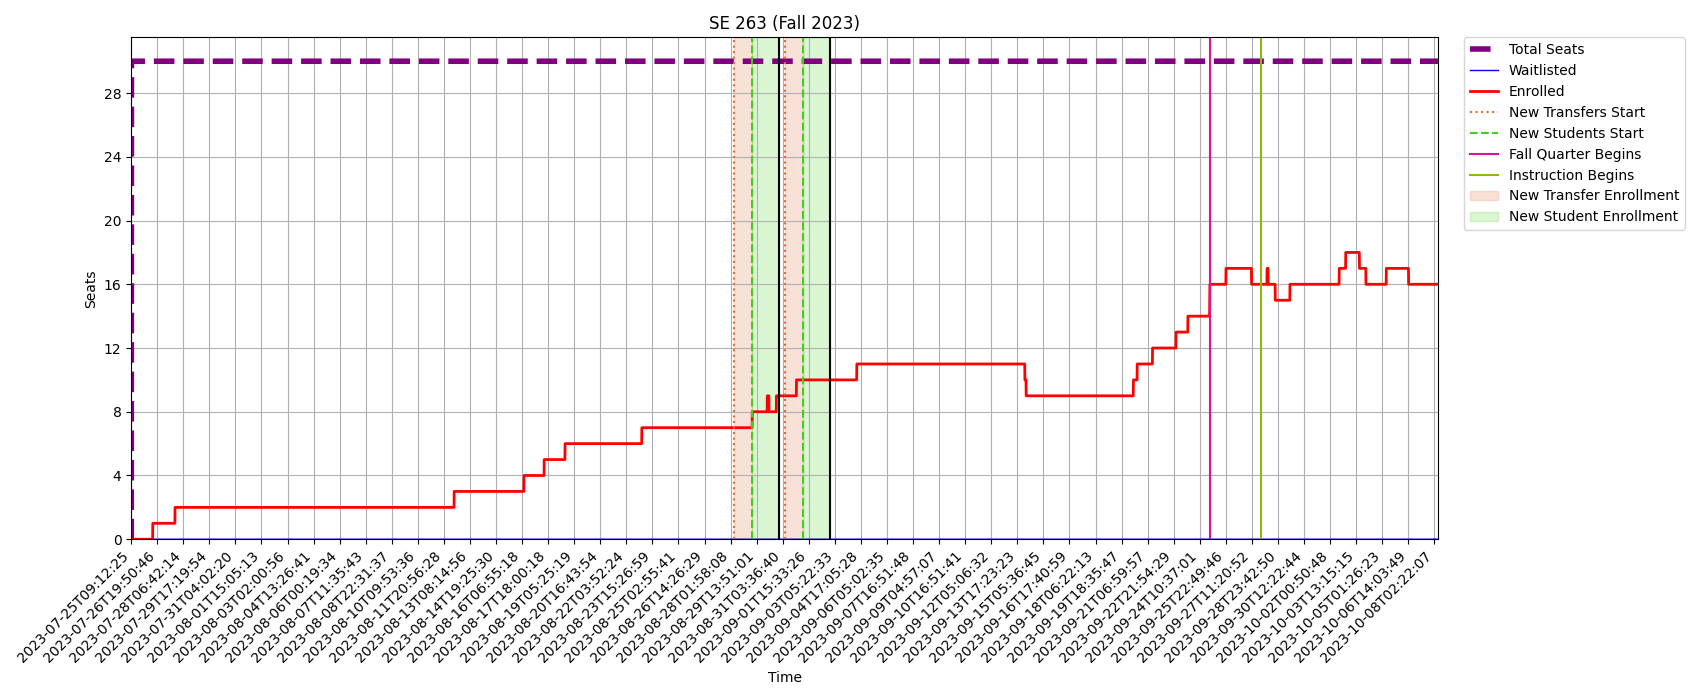 SE 263 (Fall 2023)
Total Seats
Waitlisted
Enrolled
New Transfers Start
New Students Start
Fall Quarter Begins
Instruction Begins
New Transfer Enrollment
New Student Enrollment
Seats
28
24
20
16
12
8
4
0
2023-07-25T09:12:25
2023-07-26T19:50:46
2023-07-28T06:42:14
2023-07-29T17:19:54
2023-07-31T04:02:20
2023-08-01T15:05:13
2023-08-03T02:00:56
2023-08-04T13:26:41
2023-08-06T00:19:34
2023-08-07T11:35:43
2023-08-08T22:31:37
2023-08-10T09:53:36
2023-08-11T20:56:28
2023-08-13T08:14:56
2023-08-14T19:25:30
2023-08-16T06:55:18
2023-08-17T18:00:18
2023-08-19T05:25:19
2023-08-20T16:43:54
2023-08-22T03:52:24
2023-08-23T15:26:59
2023-08-25T02:55:41
2023-08-26T14:26:29
2023-08-28T01:58:08
2023-08-29T13:51:01
2023-08-31T03:36:40
2023-09-01T15:33:26
2023-09-03T05:22:33
2023-09-04T17:05:28
2023-09-06T05:02:35
2023-09-07T16:51:48
2023-09-09T04:57:07
2023-09-10T16:51:41
2023-09-12T05:06:32
2023-09-13T17:23:23
2023-09-15T05:36:45
2023-09-16T17:40:59
2023-09-18T06:22:13
2023-09-19T18:35:47
2023-09-21T06:59:57
2023-09-22T21:54:29
2023-09-24T10:37:01
2023-09-25T22:49:46
2023-09-27T11:20:52
2023-09-28T23:42:50
2023-09-30T12:22:44
2023-10-02T00:50:48
2023-10-03T13:15:15
2023-10-05T01:26:23
2023-10-06T14:03:49
2023-10-08T02:22:07
Time